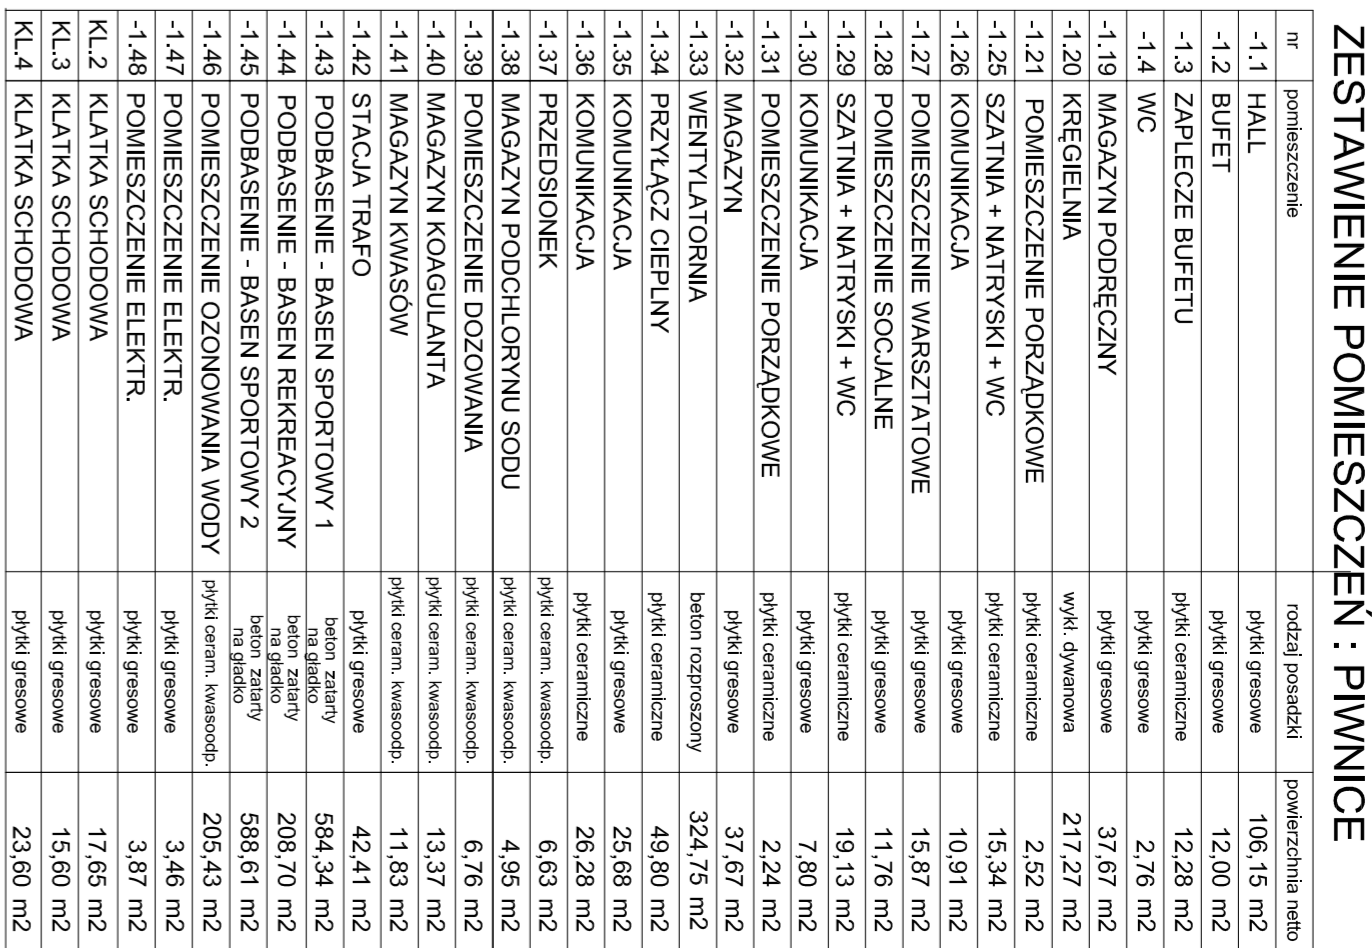 ZESTAWIENIE POMIESZCZEŃ : PIWNICE
nr pomieszczenie rodzaj posadzki powierzchnia netto
-1.1 HALL płytki gresowe 106,15 m2
-1.2 BUFET płytki gresowe 12,00 m2
-1.3 ZAPLECZE BUFETU płytki ceramiczne 12,28 m2
-1.4 WC płytki gresowe 2,76 m2
-1.19 MAGAZYN PODRĘCZNY płytki gresowe 37,67 m2
-1.20 KRĘGIELNIA wykł. dywanowa 217,27 m2
-1.21 POMIESZCZENIE PORZĄDKOWE płytki ceramiczne 2,52 m2
-1.25 SZATNIA + NATRYSKI + WC płytki ceramiczne 15,34 m2
-1.26 KOMUNIKACJA płytki gresowe 10,91 m2
-1.27 POMIESZCZENIE WARSZTATOWE płytki gresowe 15,87 m2
-1.28 POMIESZCZENIE SOCJALNE płytki gresowe 11,76 m2
-1.29 SZATNIA + NATRYSKI + WC płytki ceramiczne 19,13 m2
-1.30 KOMUNIKACJA płytki gresowe 7,80 m2
-1.31 POMIESZCZENIE PORZĄDKOWE płytki ceramiczne 2,24 m2
-1.32 MAGAZYN płytki gresowe 37,67 m2
-1.33 WENTYLATORNIA beton rozproszony 324,75 m2
-1.34 PRZYŁĄCZ CIEPLNY płytki ceramiczne 49,80 m2
-1.35 KOMUNIKACJA płytki gresowe 25,68 m2
-1.36 KOMUNIKACJA płytki ceramiczne 26,28 m2
-1.37 PRZEDSIONEK płytki ceram. kwasoodp. 6,63 m2
-1.38 MAGAZYN PODCHLORYNU SODU płytki ceram. kwasoodp. 4,95 m2
-1.39 POMIESZCZENIE DOZOWANIA płytki ceram. kwasoodp. 6,76 m2
-1.40 MAGAZYN KOAGULANTA płytki ceram. kwasoodp. 13,37 m2
-1.41 MAGAZYN KWASÓW płytki ceram. kwasoodp. 11,83 m2
-1.42 STACJA TRAFO płytki gresowe 42,41 m2
-1.43 PODBASENIE - BASEN SPORTOWY 1 beton zatarty na gładko 584,34 m2
-1.44 PODBASENIE - BASEN REKREACYJNY beton zatarty na gładko 208,70 m2
-1.45 PODBASENIE - BASEN SPORTOWY 2 beton zatarty na gładko 588,61 m2
-1.46 POMIESZCZENIE OZONOWANIA WODY płytki ceram. kwasoodp. 205,43 m2
-1.47 POMIESZCZENIE ELEKTR. płytki gresowe 3,46 m2
-1.48 POMIESZCZENIE ELEKTR. płytki gresowe 3,87 m2
KL.2 KLATKA SCHODOWA płytki gresowe 17,65 m2
KL.3 KLATKA SCHODOWA płytki gresowe 15,60 m2
KL.4 KLATKA SCHODOWA płytki gresowe 23,60 m2